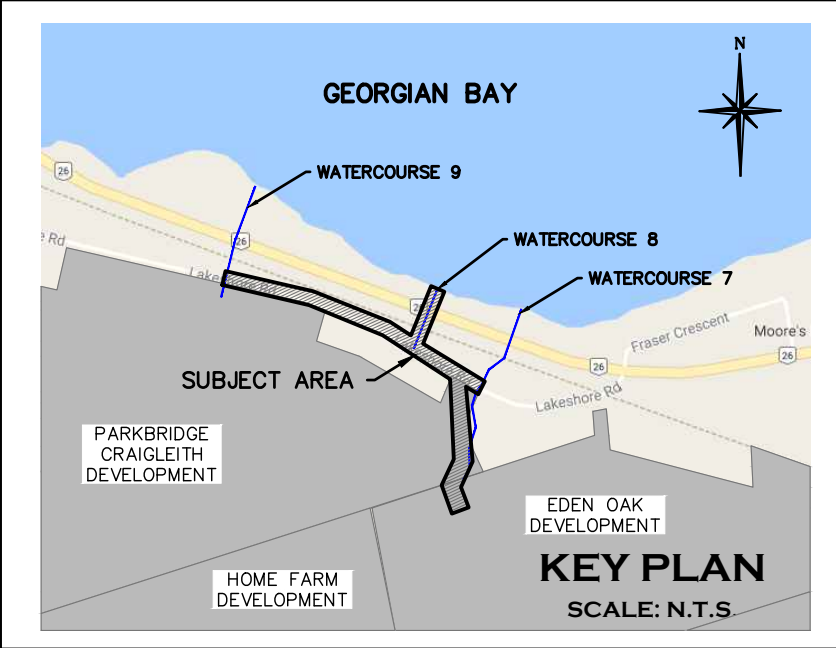 N
GEORGIAN BAY
WATERCOURSE 9
26
WATERCOURSE 8
26
e Rd
WATERCOURSE 7
Lakeshore Rd
26
Fraser Crescent
Moore's
26
26
SUBJECT AREA
Lakeshore Rd
PARKBRIDGE
CRAIGLEITH
DEVELOPMENT
EDEN OAK
DEVELOPMENT
HOME FARM
DEVELOPMENT
KEY PLAN
SCALE: N.T.S.